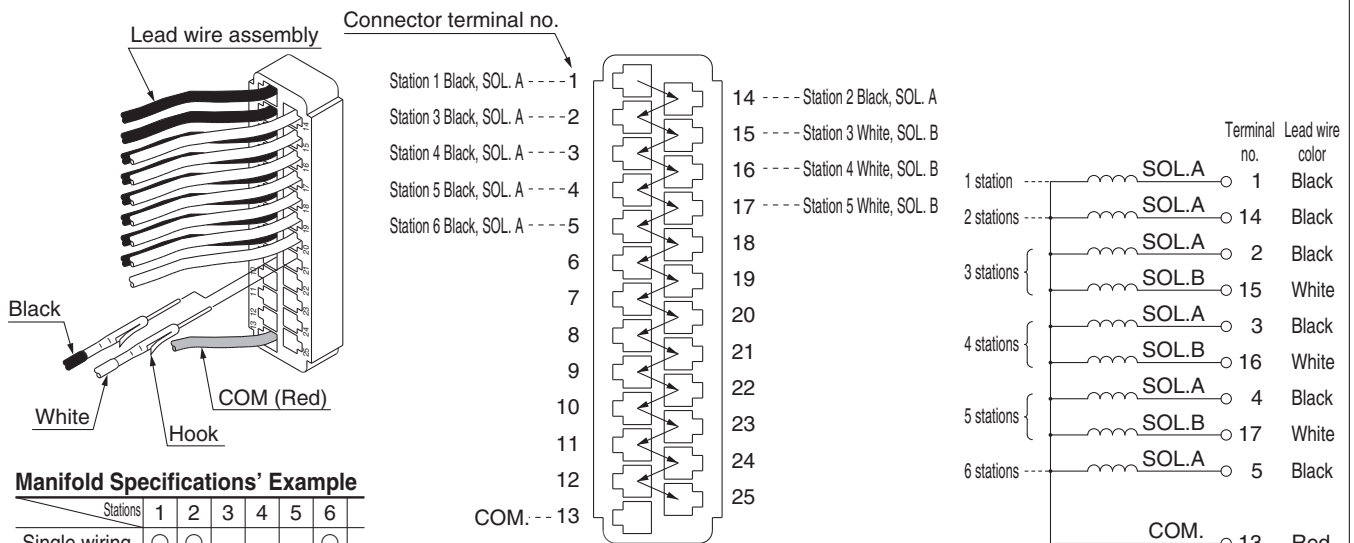 Lead wire assembly
Black
White
Hook
COM (Red)
Connector terminal no.
Station 1 Black, SOL. A 1
Station 3 Black, SOL. A 2
Station 4 Black, SOL. A 3
Station 5 Black, SOL. A 4
Station 6 Black, SOL. A 5
6
7
8
9
10
11
12
COM. 13
14 Station 2 Black, SOL. A
15 Station 3 White, SOL. B
16 Station 4 White, SOL. B
17 Station 5 White, SOL. B
18
19
20
21
22
23
24
25
Terminal no. Lead wire color
1 station SOL.A 1 Black
2 stations SOL.A 14 Black
3 stations SOL.A 2 Black
SOL.B 15 White
4 stations SOL.A 3 Black
SOL.B 16 White
5 stations SOL.A 4 Black
SOL.B 17 White
6 stations SOL.A 5 Black
COM. 13 Red
Manifold Specifications' Example
Stations 1 2 3 4 5 6
Single wiring